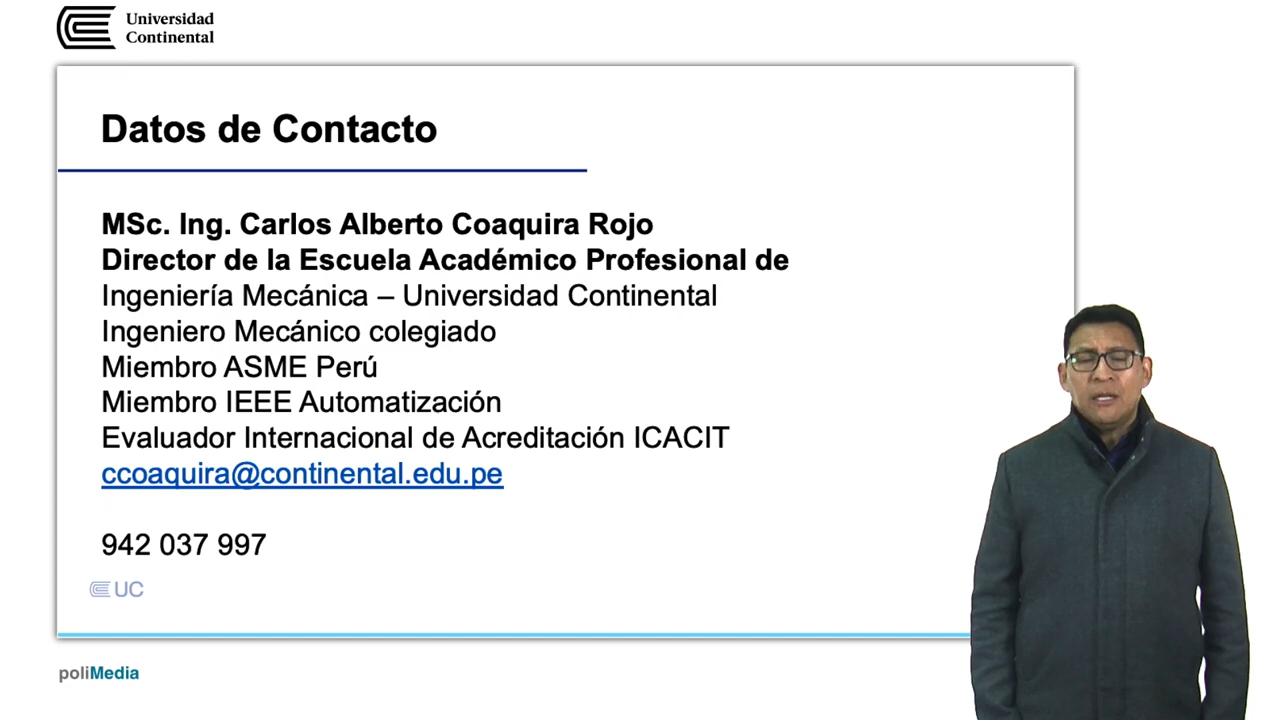 Universidad
Continental
Datos de Contacto
MSc. Ing. Carlos Alberto Coaquira Rojo
Director de la Escuela Académico Profesional de
Ingeniería Mecánica – Universidad Continental
Ingeniero Mecánico colegiado
Miembro ASME Perú
Miembro IEEE Automatización
Evaluador Internacional de Acreditación ICACIT
ccoaquira@continental.edu.pe
942 037 997
UC
poliMedia